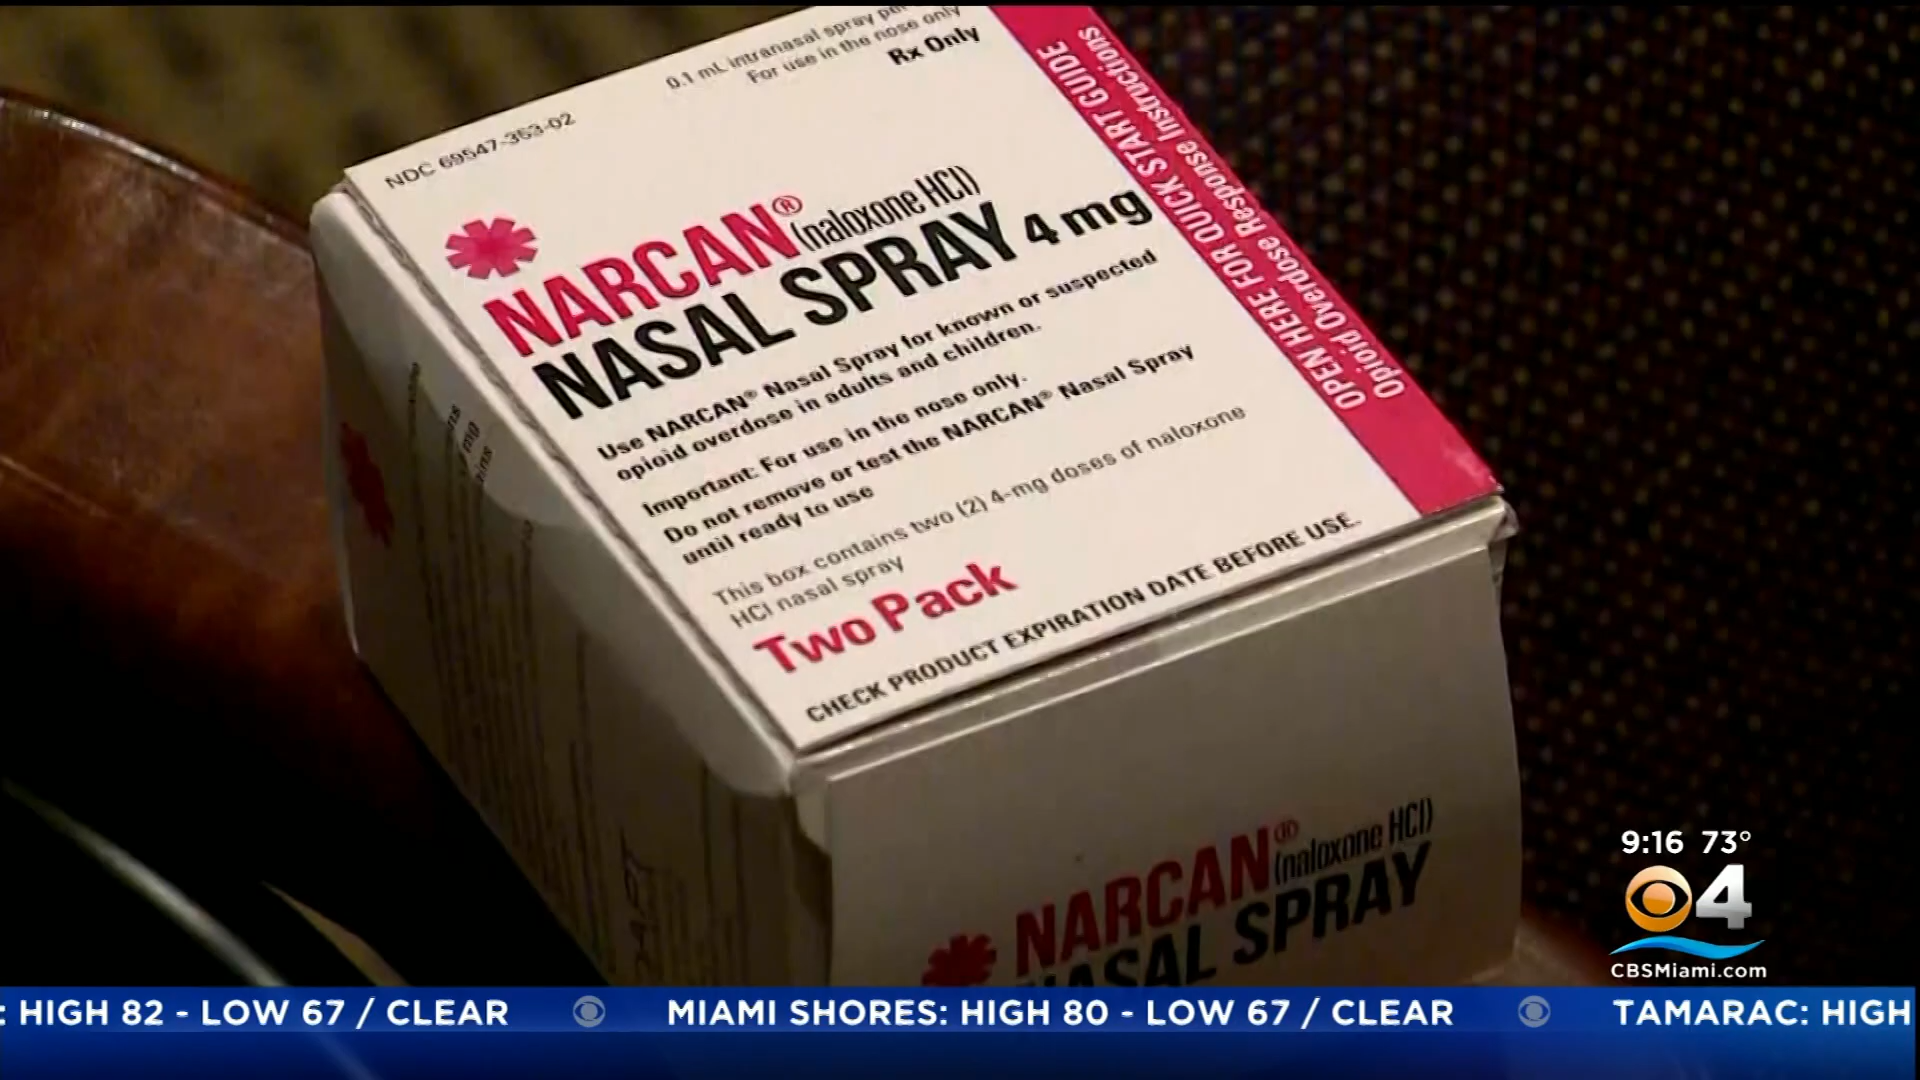 0.1 mL intranasal spray per
For use in the nose only
Rx Only
NDC 69547-353-02
NARCAN® (naloxone HCl)
NASAL SPRAY 4 mg
Use NARCAN® Nasal Spray for known or suspected
opioid overdose in adults and children.
Important: For use in the nose only.
Do not remove or test the NARCAN® Nasal Spray
until ready to use
This box contains two (2) 4-mg doses of naloxone
HCl nasal spray
Two Pack
CHECK PRODUCT EXPIRATION DATE BEFORE USE.
OPEN HERE FOR QUICK START GUIDE
Opioid Overdose Response Instructions
NARCAN® (naloxone HCl)
NASAL SPRAY
9:16 73°
4
CBSMiami.com
: HIGH 82 - LOW 67 / CLEAR MIAMI SHORES: HIGH 80 - LOW 67 / CLEAR TAMARAC: HIGH